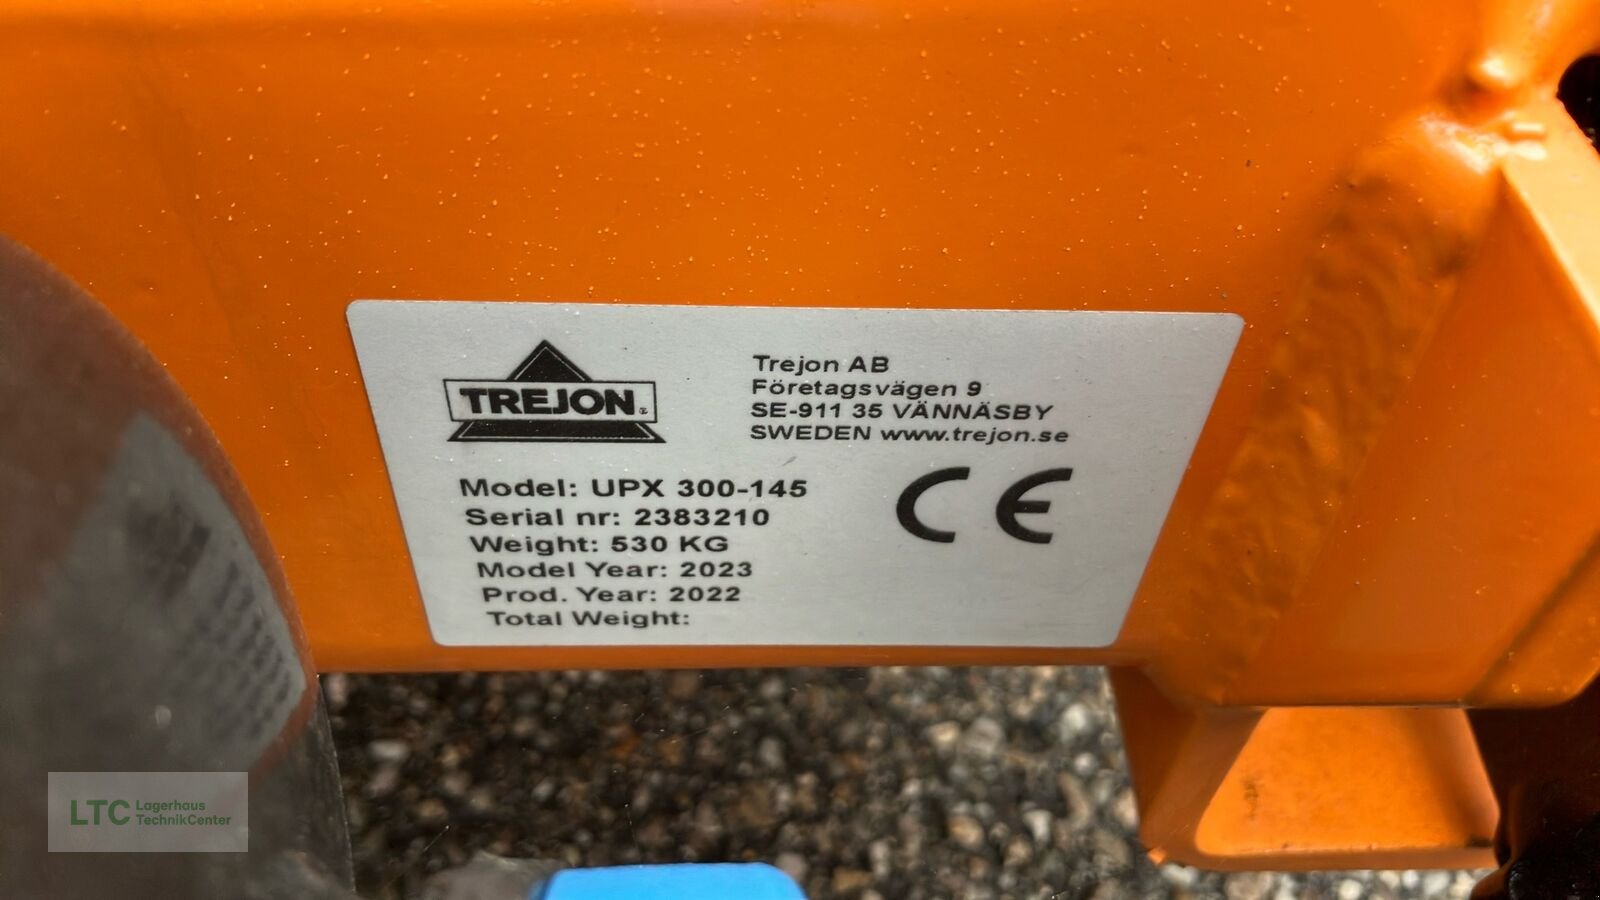 TREJON
Trejon AB
Företagsvägen 9
SE-911 35 VÄNNÄSBY
SWEDEN www.trejon.se
Model: UPX 300-145
Serial nr: 2383210
Weight: 530 KG
Model Year: 2023
Prod. Year: 2022
Total Weight:
CE
LTC Lagerhaus
TechnikCenter